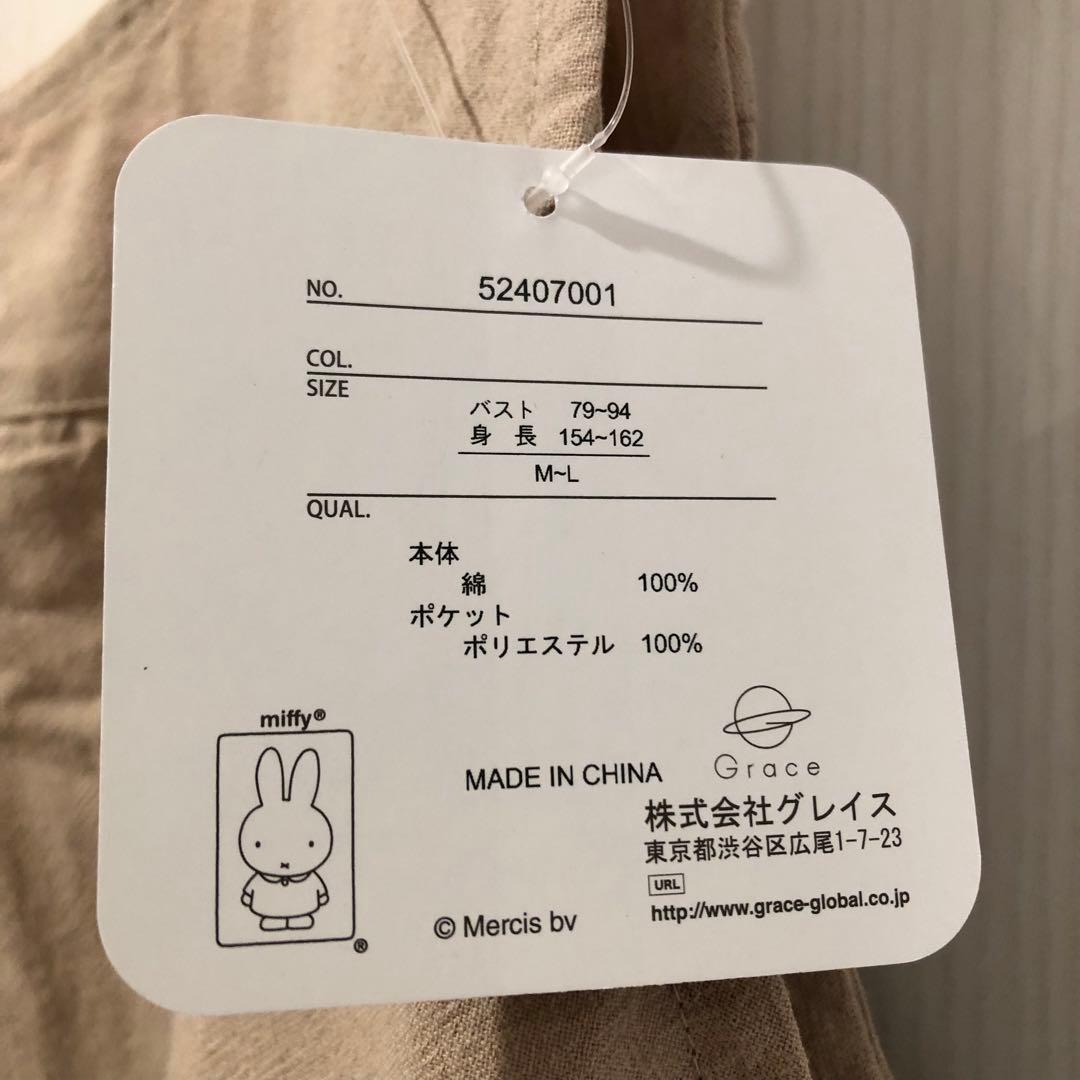 NO. 52407001
COL.
SIZE
バスト 79~94
身 長 154~162
M~L
QUAL.
本体
綿 100%
ポケット
ポリエステル 100%
miffy®
®
MADE IN CHINA
© Mercis bv
Grace
株式会社グレイス
東京都渋谷区広尾1-7-23
URL
http://www.grace-global.co.jp